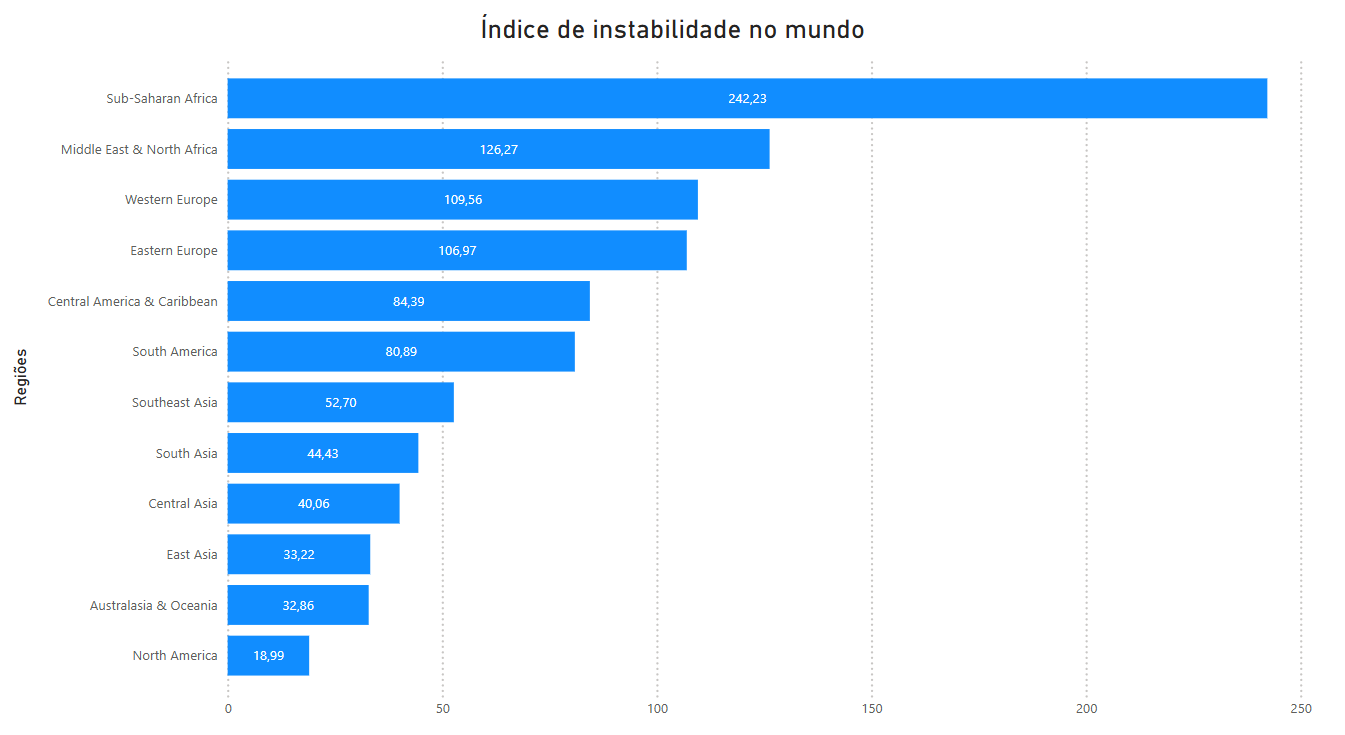 Índice de instabilidade no mundo
Regiões
Sub-Saharan Africa 242,23
Middle East & North Africa 126,27
Western Europe 109,56
Eastern Europe 106,97
Central America & Caribbean 84,39
South America 80,89
Southeast Asia 52,70
South Asia 44,43
Central Asia 40,06
East Asia 33,22
Australasia & Oceania 32,86
North America 18,99
0 50 100 150 200 250